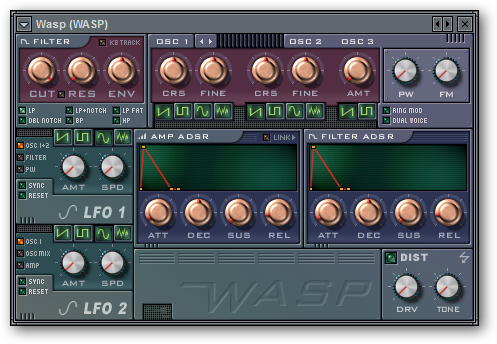 Wasp (WASP)
FILTER KB TRACK
CUT RES ENV
LP LP+NOTCH LP FAT
DBL NOTCH BP HP
OSC 1 OSC 2 OSC 3
CRS FINE CRS FINE AMT
PW FM
RING MOD
DUAL VOICE
OSC 1+2
FILTER
PW
SYNC
RESET
AMT SPD
LFO 1
AMP ADSR LINK
ATT DEC SUS REL
FILTER ADSR
ATT DEC SUS REL
OSC 1
OSC MIX
AMP
SYNC
RESET
AMT SPD
LFO 2
WASP
DIST
DRV TONE